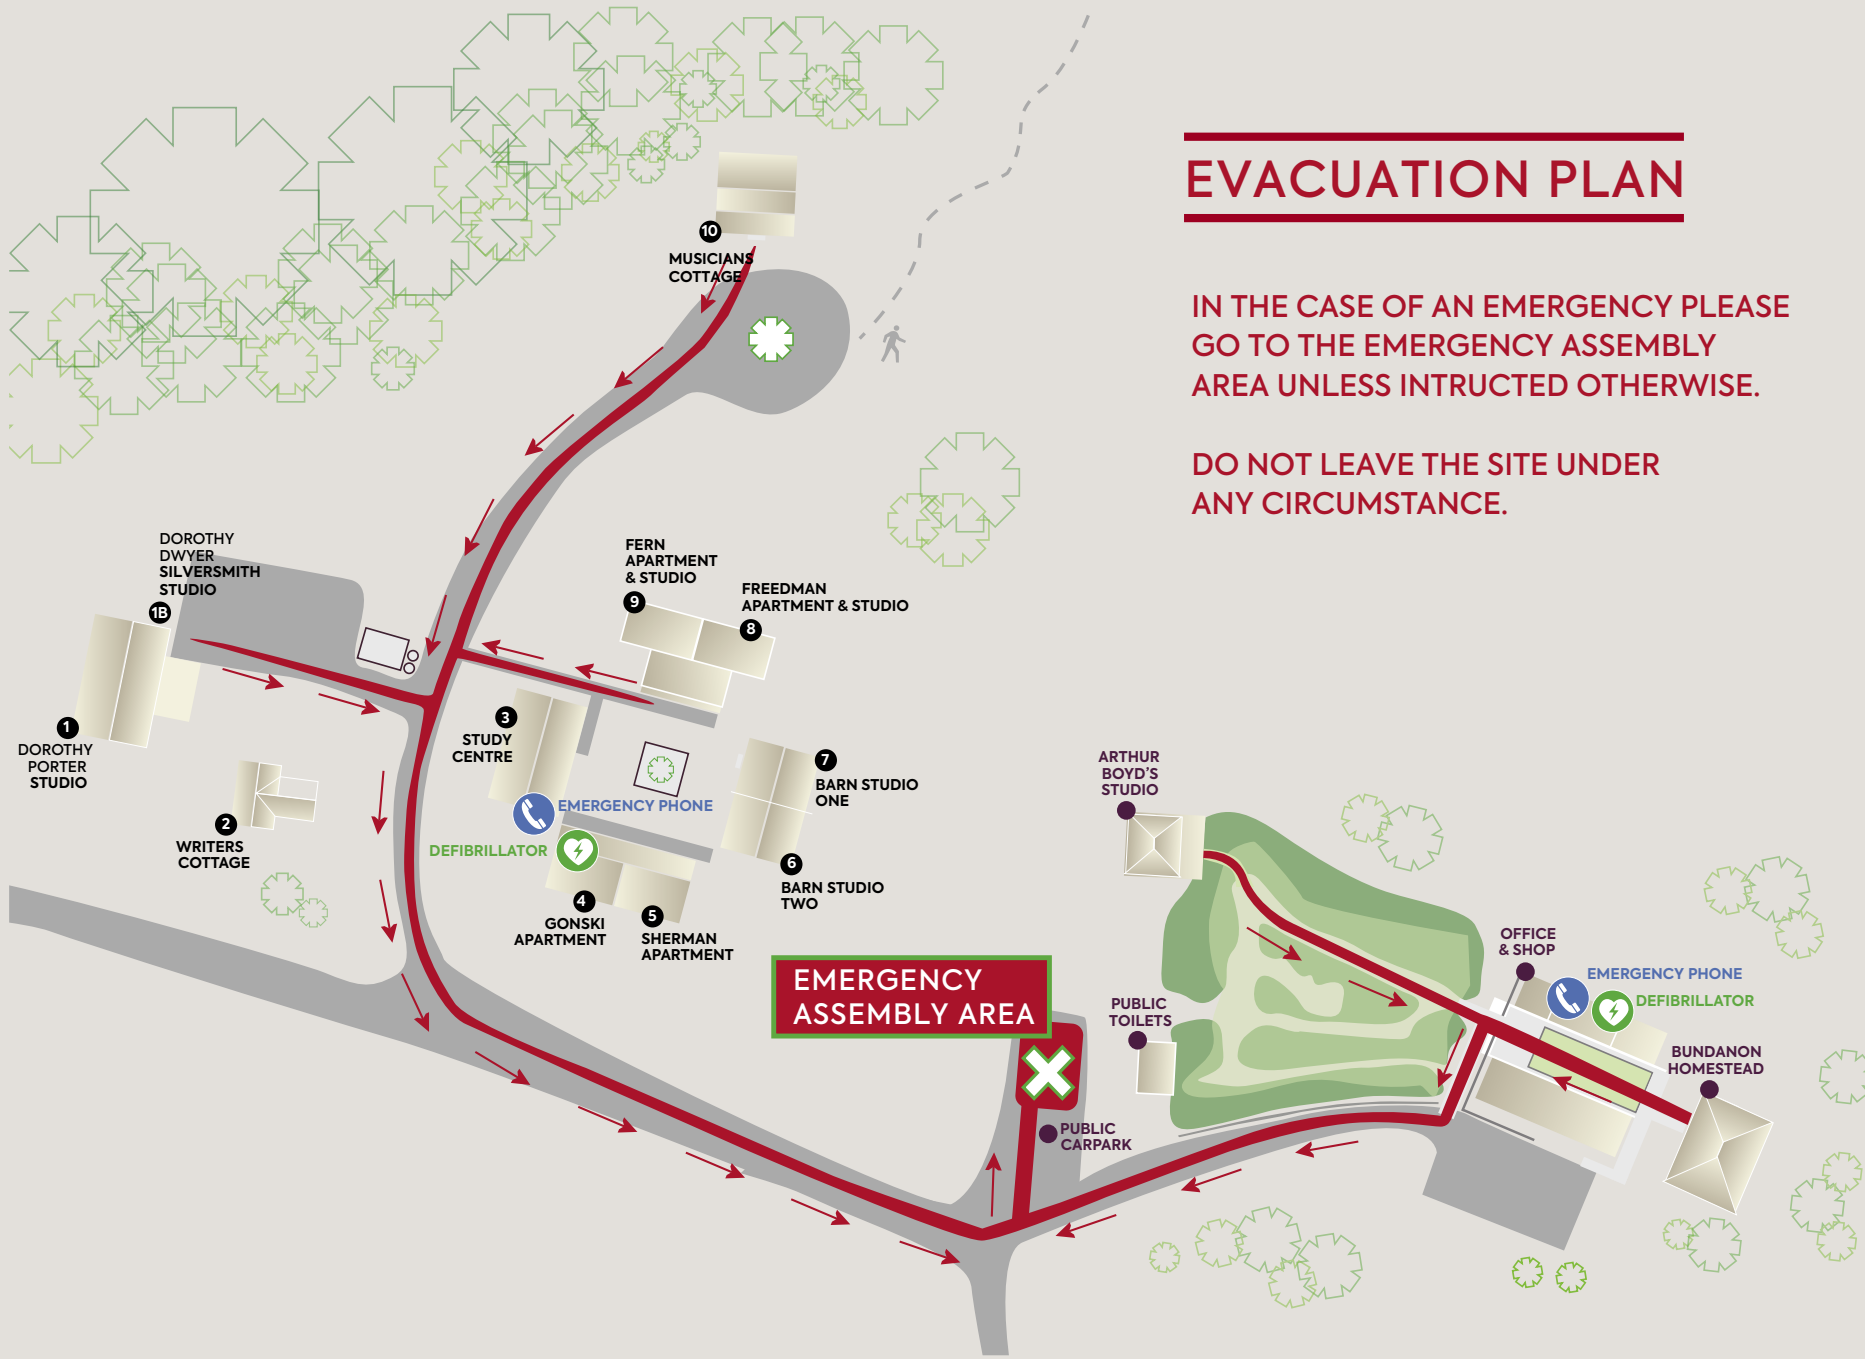 EVACUATION PLAN
IN THE CASE OF AN EMERGENCY PLEASE
GO TO THE EMERGENCY ASSEMBLY
AREA UNLESS INTRUCTED OTHERWISE.
DO NOT LEAVE THE SITE UNDER
ANY CIRCUMSTANCE.
10
MUSICIANS
COTTAGE
DOROTHY
DWYER
SILVERSMITH
STUDIO
1B
FERN
APARTMENT
& STUDIO
9
FREEDMAN
APARTMENT & STUDIO
8
1
DOROTHY
PORTER
STUDIO
3
STUDY
CENTRE
2
WRITERS
COTTAGE
EMERGENCY PHONE
DEFIBRILLATOR
7
BARN STUDIO
ONE
6
BARN STUDIO
TWO
4
GONSKI
APARTMENT
5
SHERMAN
APARTMENT
EMERGENCY
ASSEMBLY AREA
PUBLIC
CARPARK
ARTHUR
BOYD'S
STUDIO
PUBLIC
TOILETS
OFFICE
& SHOP
EMERGENCY PHONE
DEFIBRILLATOR
BUNDANON
HOMESTEAD